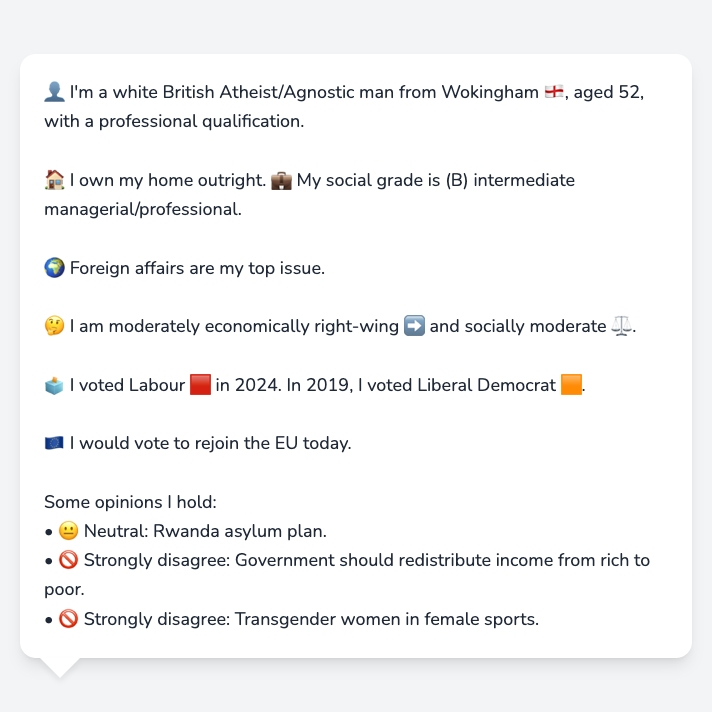 👤 I'm a white British Atheist/Agnostic man from Wokingham 🏴󠁧󠁢󠁥󠁮󠁧󠁿, aged 52,
with a professional qualification.
🏠 I own my home outright. 💼 My social grade is (B) intermediate
managerial/professional.
🌍 Foreign affairs are my top issue.
🤔 I am moderately economically right-wing ➡️ and socially moderate ⚖️.
🗳️ I voted Labour 🟥 in 2024. In 2019, I voted Liberal Democrat 🟧.
🇪🇺 I would vote to rejoin the EU today.
Some opinions I hold:
• 😐 Neutral: Rwanda asylum plan.
• 🚫 Strongly disagree: Government should redistribute income from rich to
poor.
• 🚫 Strongly disagree: Transgender women in female sports.